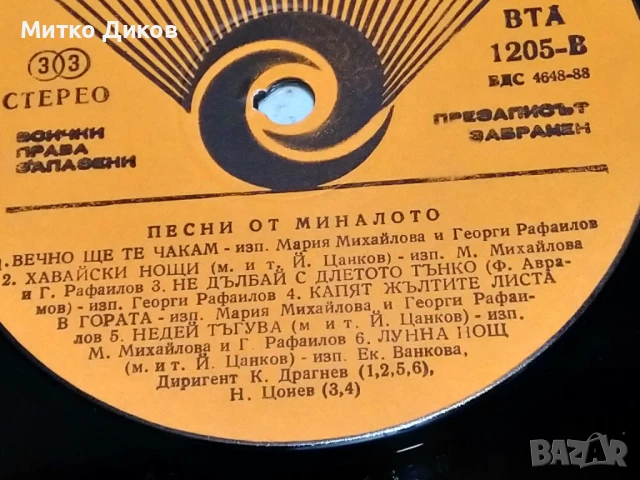 Митко Диков
33
СТЕРЕО
ВТА
1205-В
БДС 4648-88
ВСИЧКИ
ПРАВА
ЗАПАЗЕНИ
ПРЕЗАПИСЪТ
ЗАБРАНЕН
ПЕСНИ ОТ МИНАЛОТО
1. ВЕЧНО ЩЕ ТЕ ЧАКАМ - изп. Мария Михайлова и Георги Рафаилов
2. ХАВАЙСКИ НОЩИ (м. и т. Й. Цанков) - изп. М. Михайлова
и Г. Рафаилов 3. НЕ ДЪЛБАЙ С ДЛЕТОТО ТЪНКО (Ф. Авра-
мов) - изп. Георги Рафаилов 4. КАПЯТ ЖЪЛТИТЕ ЛИСТА
В ГОРАТА - изп. Мария Михайлова и Георги Рафаи-
лов 5. НЕДЕЙ ТЪГУВА (м и т. Й. Цанков) - изп.
М. Михайлова и Г. Рафаилов 6. ЛУННА НОЩ
(м. и т. Й. Цанков) - изп. Ек. Ванкова,
Диригент К. Драгнев (1,2,5,6),
Н. Цонев (3,4)
BAZAR